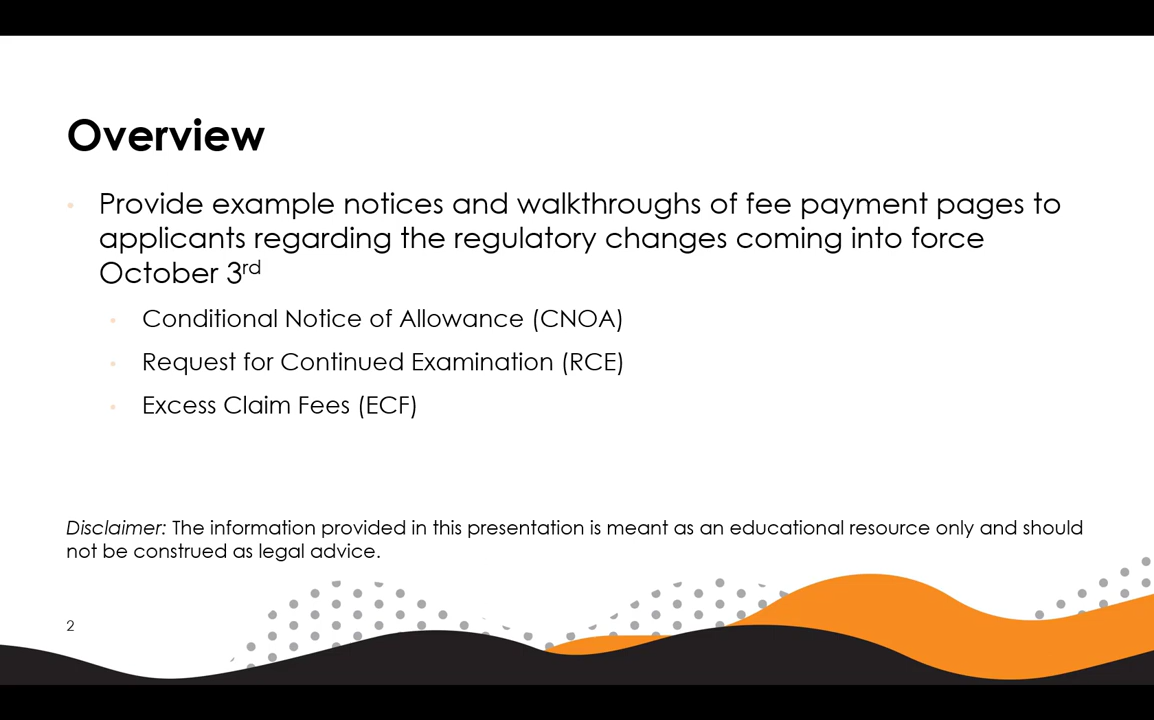 Overview
• Provide example notices and walkthroughs of fee payment pages to
applicants regarding the regulatory changes coming into force
October 3rd
• Conditional Notice of Allowance (CNOA)
• Request for Continued Examination (RCE)
• Excess Claim Fees (ECF)
Disclaimer: The information provided in this presentation is meant as an educational resource only and should
not be construed as legal advice.
2